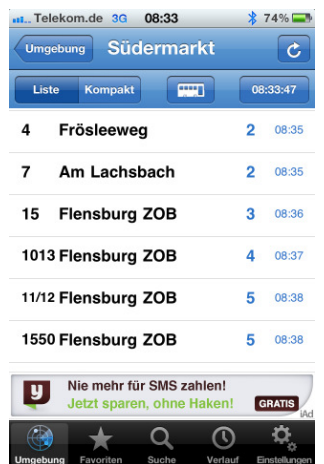 Telekom.de 3G 08:33 74%
Umgebung Südermarkt
Liste Kompakt 08:33:47
4 Frösleeweg 2 08:35
7 Am Lachsbach 2 08:35
15 Flensburg ZOB 3 08:36
1013 Flensburg ZOB 4 08:37
11/12 Flensburg ZOB 5 08:38
1550 Flensburg ZOB 5 08:38
y Nie mehr für SMS zahlen!
Jetzt sparen, ohne Haken! GRATIS
iAd
Umgebung Favoriten Suche Verlauf Einstellungen